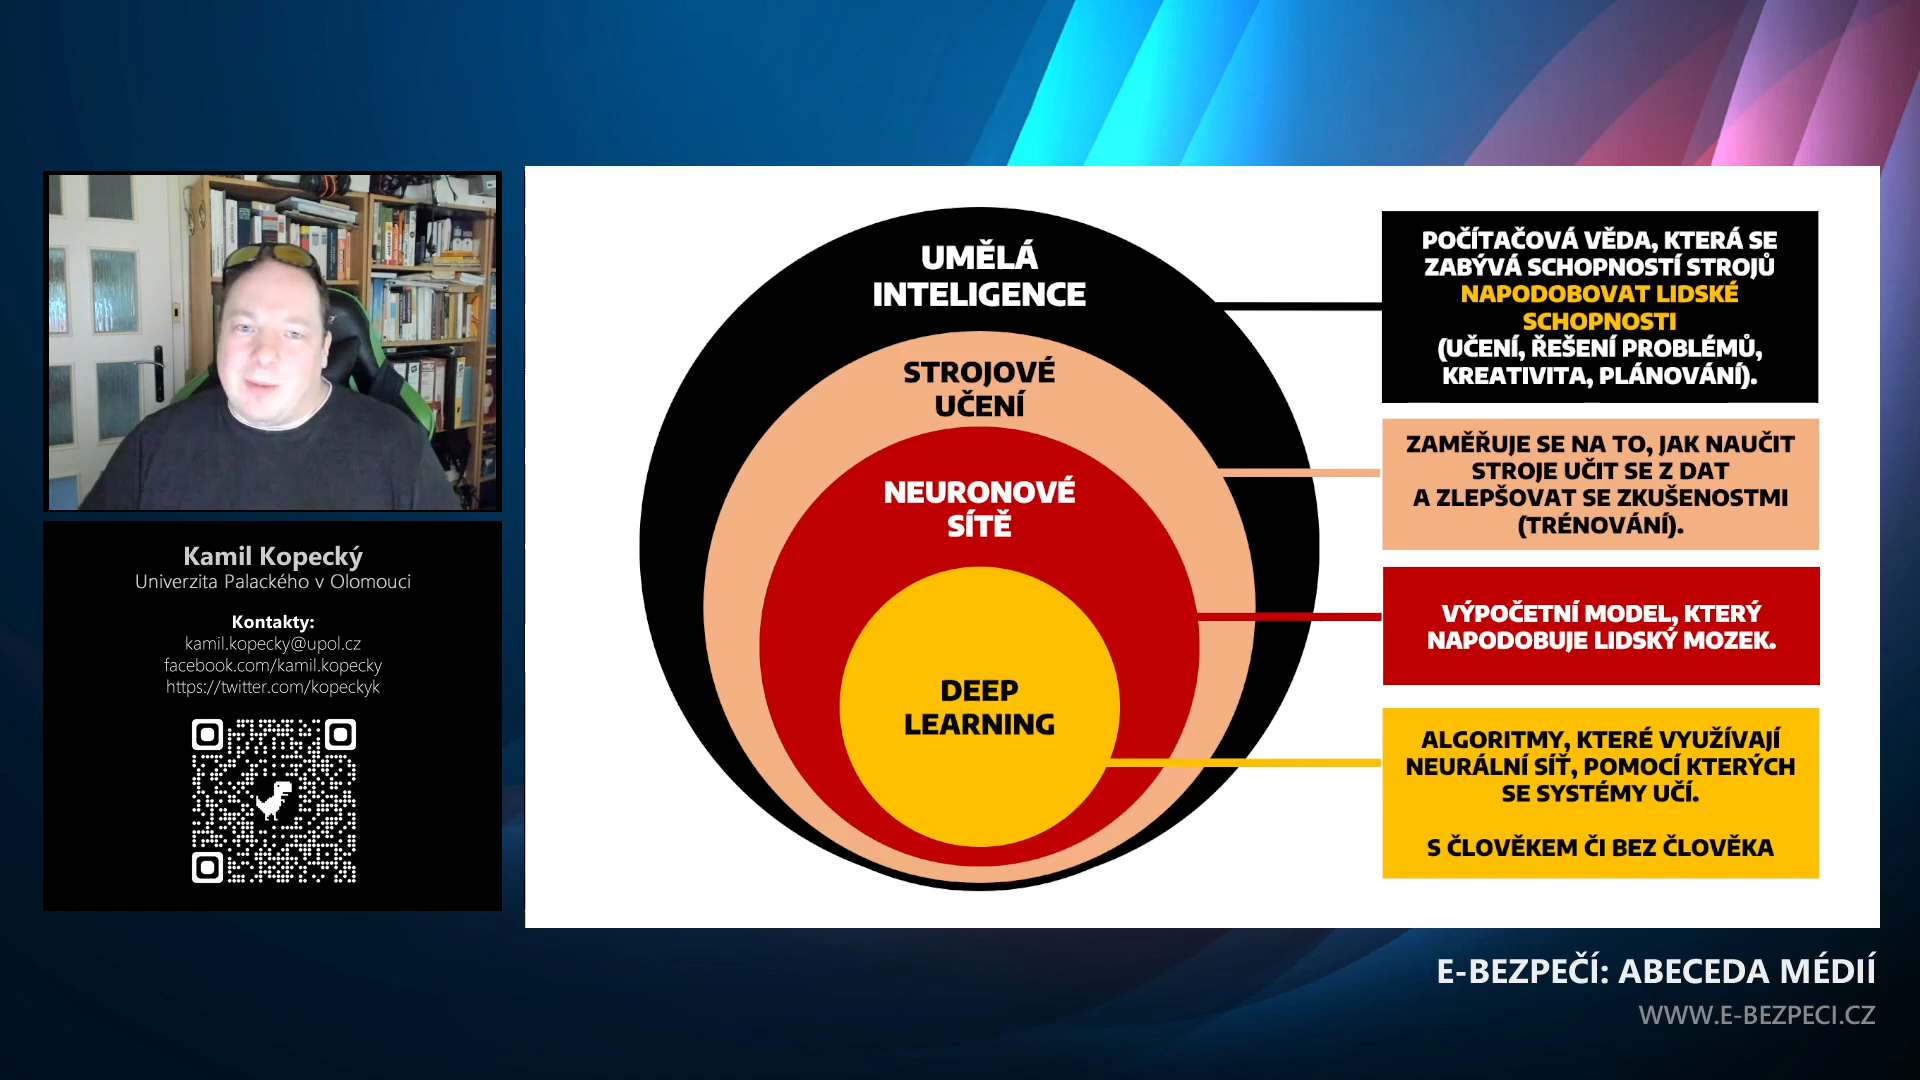 Kamil Kopecký
Univerzita Palackého v Olomouci
Kontakty:
kamil.kopecky@upol.cz
facebook.com/kamil.kopecky
https://twitter.com/kopeckyk
UMĚLÁ
INTELIGENCE
STROJOVÉ
UČENÍ
NEURONOVÉ
SÍTĚ
DEEP
LEARNING
POČÍTAČOVÁ VĚDA, KTERÁ SE
ZABÝVÁ SCHOPNOSTÍ STROJŮ
NAPODOBOVAT LIDSKÉ
SCHOPNOSTI
(UČENÍ, ŘEŠENÍ PROBLÉMŮ,
KREATIVITA, PLÁNOVÁNÍ).
ZAMĚŘUJE SE NA TO, JAK NAUČIT
STROJE UČIT SE Z DAT
A ZLEPŠOVAT SE ZKUŠENOSTMI
(TRÉNOVÁNÍ).
VÝPOČETNÍ MODEL, KTERÝ
NAPODOBUJE LIDSKÝ MOZEK.
ALGORITMY, KTERÉ VYUŽÍVAJÍ
NEURÁLNÍ SÍŤ, POMOCÍ KTERÝCH
SE SYSTÉMY UČÍ.
S ČLOVĚKEM ČI BEZ ČLOVĚKA
E-BEZPEČÍ: ABECEDA MÉDIÍ
WWW.E-BEZPECI.CZ